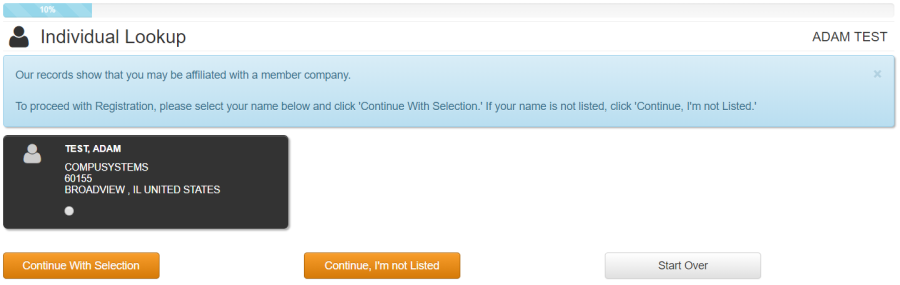 10%
Individual Lookup
ADAM TEST
Our records show that you may be affiliated with a member company.
To proceed with Registration, please select your name below and click 'Continue With Selection.' If your name is not listed, click 'Continue, I'm not Listed.'
TEST, ADAM
COMPUSYSTEMS
60155
BROADVIEW , IL UNITED STATES
Continue With Selection
Continue, I'm not Listed
Start Over